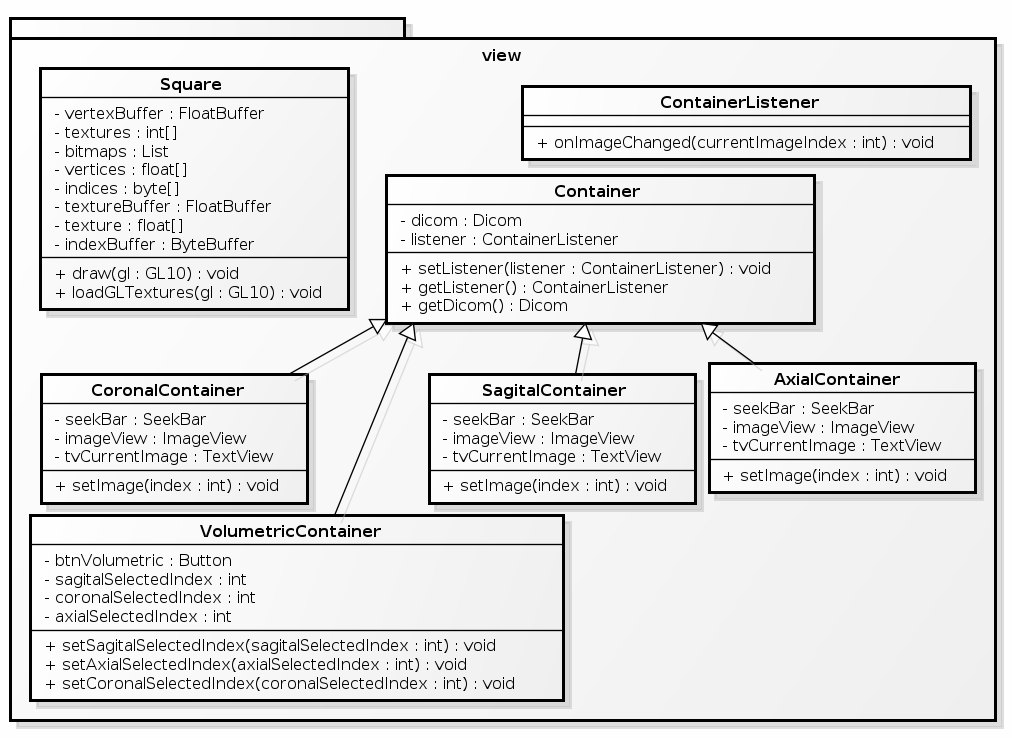 view
Square
- vertexBuffer : FloatBuffer
- textures : int[]
- bitmaps : List
- vertices : float[]
- indices : byte[]
- textureBuffer : FloatBuffer
- texture : float[]
- indexBuffer : ByteBuffer
+ draw(gl : GL10) : void
+ loadGLTextures(gl : GL10) : void
ContainerListener
+ onImageChanged(currentImageIndex : int) : void
Container
- dicom : Dicom
- listener : ContainerListener
+ setListener(listener : ContainerListener) : void
+ getListener() : ContainerListener
+ getDicom() : Dicom
CoronalContainer
- seekBar : SeekBar
- imageView : ImageView
- tvCurrentImage : TextView
+ setImage(index : int) : void
SagitalContainer
- seekBar : SeekBar
- imageView : ImageView
- tvCurrentImage : TextView
+ setImage(index : int) : void
AxialContainer
- seekBar : SeekBar
- imageView : ImageView
- tvCurrentImage : TextView
+ setImage(index : int) : void
VolumetricContainer
- btnVolumetric : Button
- sagitalSelectedIndex : int
- coronalSelectedIndex : int
- axialSelectedIndex : int
+ setSagitalSelectedIndex(sagitalSelectedIndex : int) : void
+ setAxialSelectedIndex(axialSelectedIndex : int) : void
+ setCoronalSelectedIndex(coronalSelectedIndex : int) : void